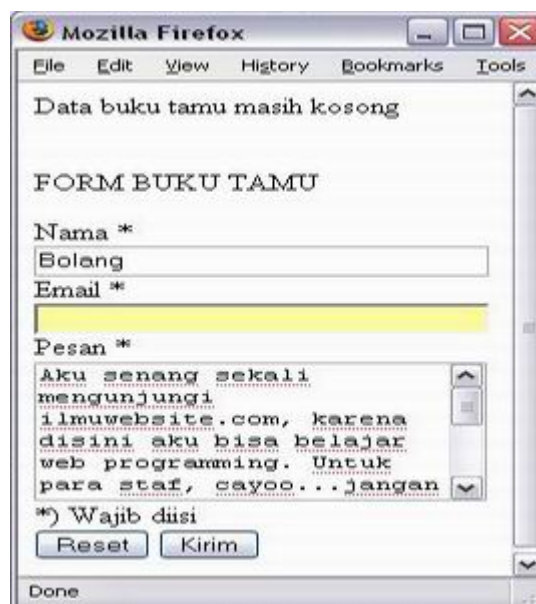 Mozilla Firefox
File Edit View History Bookmarks Tools
Data buku tamu masih kosong
FORM BUKU TAMU
Nama *
Bolang
Email *
Pesan *
Aku senang sekali
mengunjungi
ilmuwebsite.com, karena
disini aku bisa belajar
web programming. Untuk
para staf, cayoo...jangan
*) Wajib diisi
Reset Kirim
Done